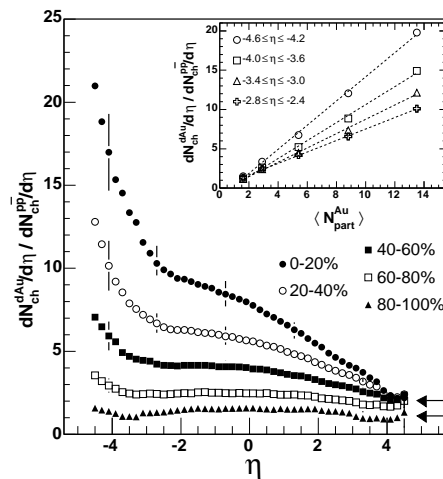 dN_ch^dAu/dη / dN_ch^pp̅/dη
25
20
15
10
5
0
-4 -2 0 2 4
η
0-20%
20-40%
40-60%
60-80%
80-100%
dN_ch^dAu/dη / dN_ch^pp̅/dη
20
15
10
5
0
0 2 4 6 8 10 12 14
⟨ N_part^Au ⟩
-4.6≤η≤-4.2
-4.0≤η≤-3.6
-3.4≤η≤-3.0
-2.8≤η≤-2.4